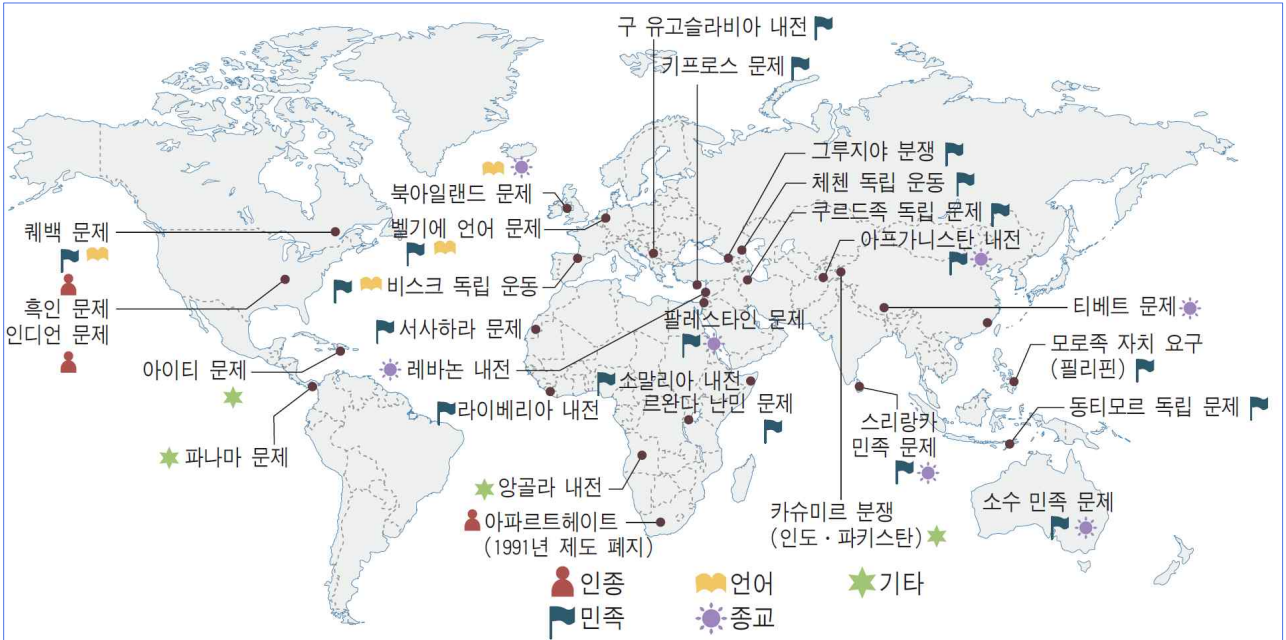 구 유고슬라비아 내전
키프로스 문제
그루지야 분쟁
체첸 독립 운동
쿠르드족 독립 문제
아프가니스탄 내전
북아일랜드 문제
벨기에 언어 문제
비스크 독립 운동
퀘백 문제
흑인 문제
인디언 문제
서사하라 문제
팔레스타인 문제
티베트 문제
아이티 문제
레바논 내전
모로족 자치 요구
(필리핀)
소말리아 내전
르완다 난민 문제
라이베리아 내전
스리랑카
민족 문제
동티모르 독립 문제
파나마 문제
앙골라 내전
아파르트헤이트
(1991년 제도 폐지)
카슈미르 분쟁
(인도·파키스탄)
소수 민족 문제
인종
언어
기타
민족
종교